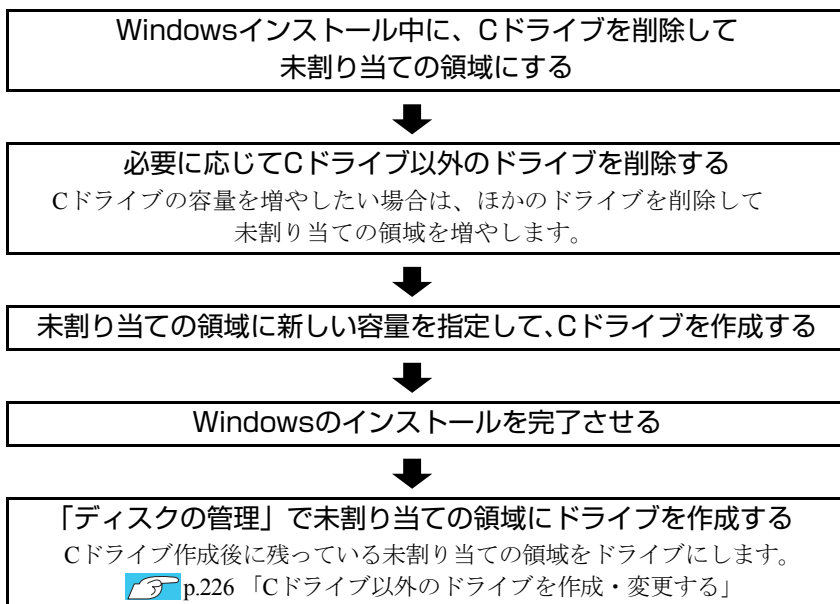 Windowsインストール中に、Cドライブを削除して
未割り当ての領域にする
必要に応じてCドライブ以外のドライブを削除する
Cドライブの容量を増やしたい場合は、ほかのドライブを削除して
未割り当ての領域を増やします。
未割り当ての領域に新しい容量を指定して、Cドライブを作成する
Windowsのインストールを完了させる
「ディスクの管理」で未割り当ての領域にドライブを作成する
Cドライブ作成後に残っている未割り当ての領域をドライブにします。
p.226 「Cドライブ以外のドライブを作成・変更する」